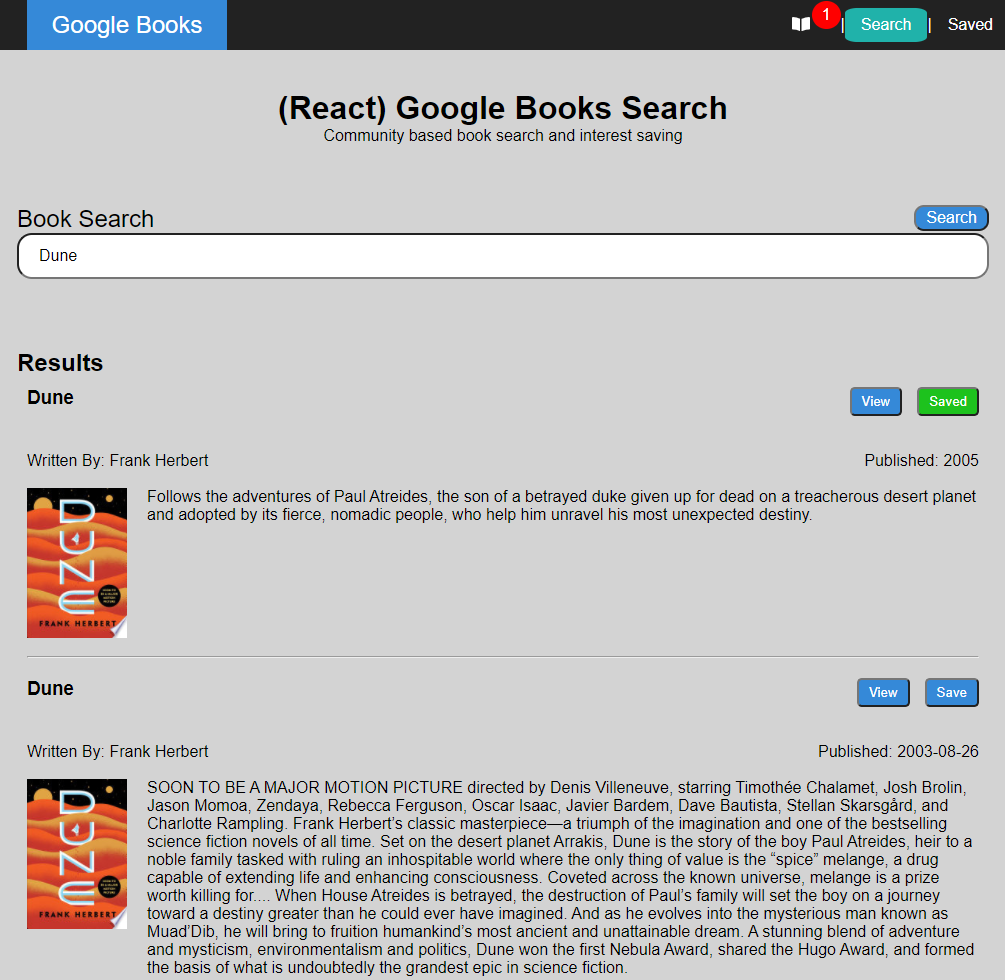 Google Books
1
| Search | Saved
(React) Google Books Search
Community based book search and interest saving
Book Search
Search
Dune
Results
Dune
View
Saved
Written By: Frank Herbert
Published: 2005
DUNE
FRANK HERBERT
Follows the adventures of Paul Atreides, the son of a betrayed duke given up for dead on a treacherous desert planet
and adopted by its fierce, nomadic people, who help him unravel his most unexpected destiny.
Dune
View
Save
Written By: Frank Herbert
Published: 2003-08-26
DUNE
FRANK HERBERT
SOON TO BE A MAJOR MOTION PICTURE directed by Denis Villeneuve, starring Timothée Chalamet, Josh Brolin,
Jason Momoa, Zendaya, Rebecca Ferguson, Oscar Isaac, Javier Bardem, Dave Bautista, Stellan Skarsgård, and
Charlotte Rampling. Frank Herbert’s classic masterpiece—a triumph of the imagination and one of the bestselling
science fiction novels of all time. Set on the desert planet Arrakis, Dune is the story of the boy Paul Atreides, heir to a
noble family tasked with ruling an inhospitable world where the only thing of value is the “spice” melange, a drug
capable of extending life and enhancing consciousness. Coveted across the known universe, melange is a prize
worth killing for.... When House Atreides is betrayed, the destruction of Paul’s family will set the boy on a journey
toward a destiny greater than he could ever have imagined. And as he evolves into the mysterious man known as
Muad’Dib, he will bring to fruition humankind’s most ancient and unattainable dream. A stunning blend of adventure
and mysticism, environmentalism and politics, Dune won the first Nebula Award, shared the Hugo Award, and formed
the basis of what is undoubtedly the grandest epic in science fiction.